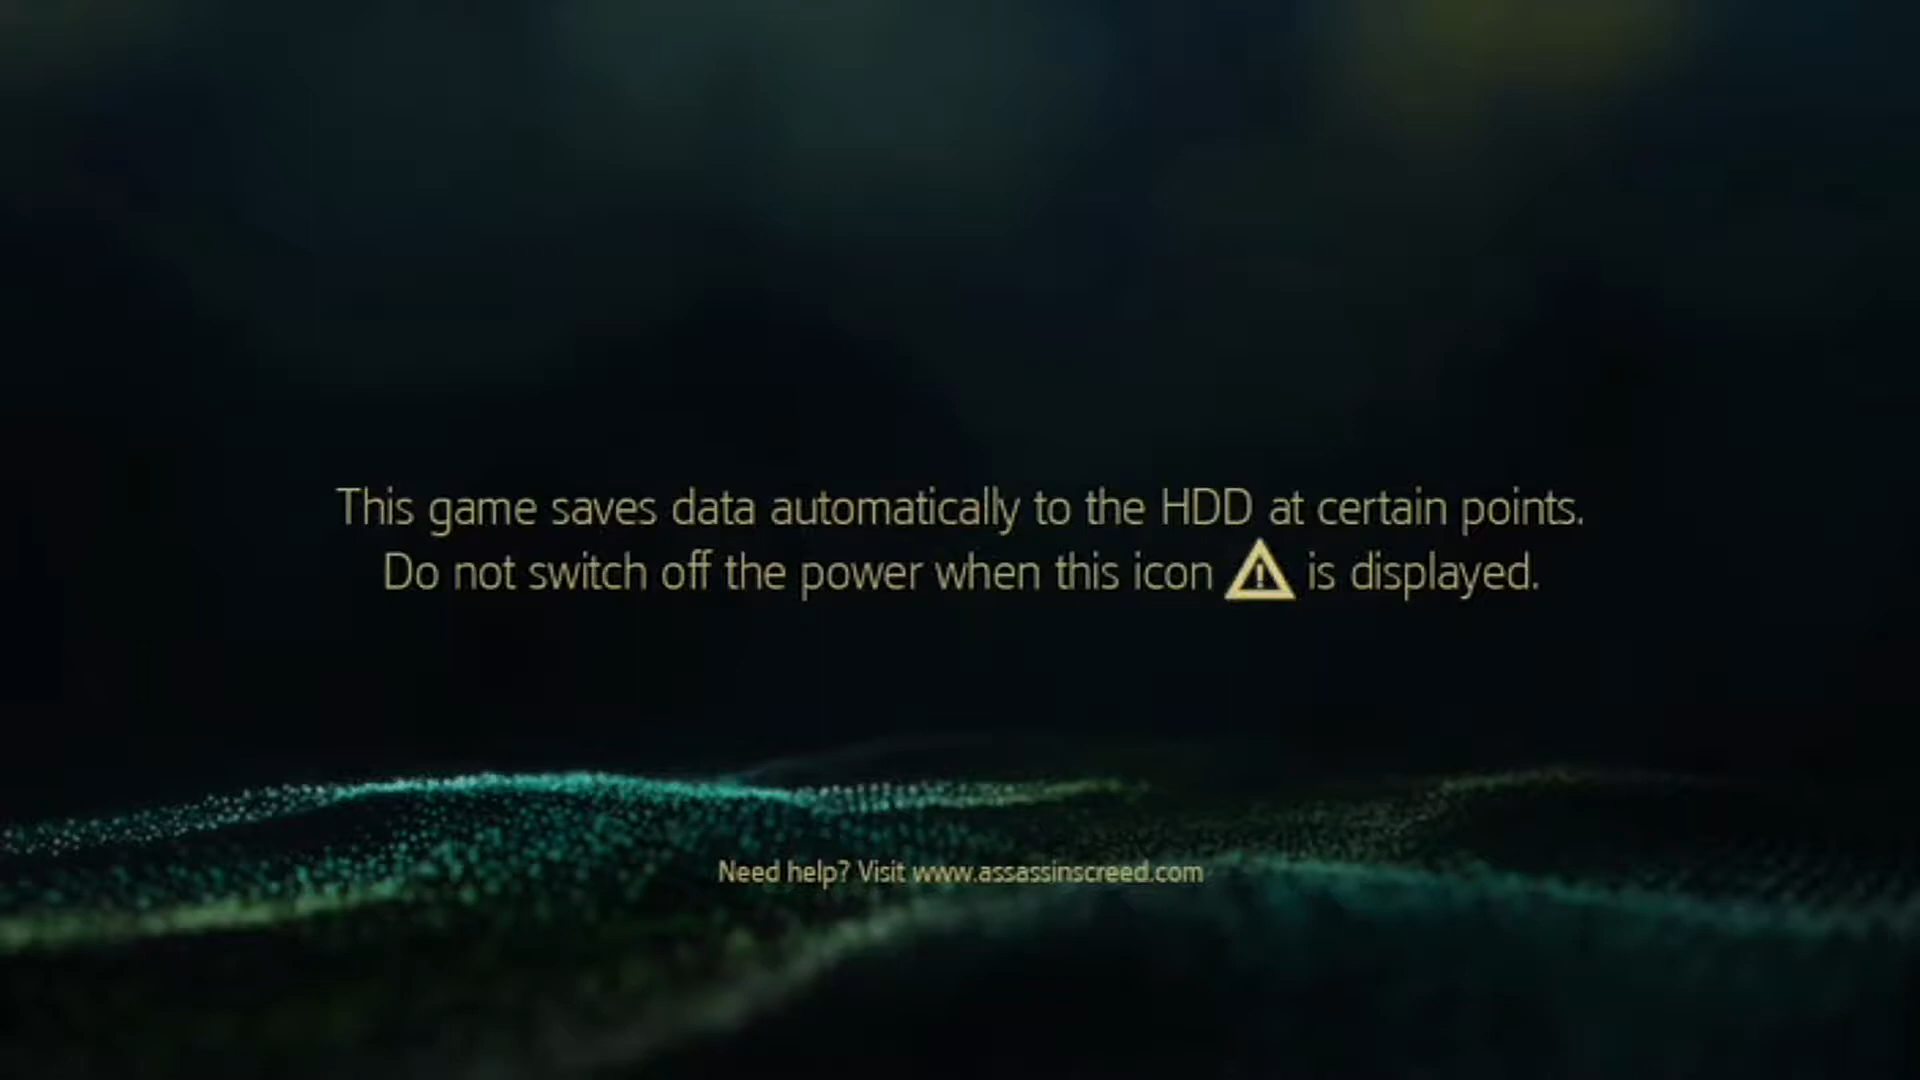 This game saves data automatically to the HDD at certain points.
Do not switch off the power when this icon ⚠ is displayed.
Need help? Visit www.assassinscreed.com